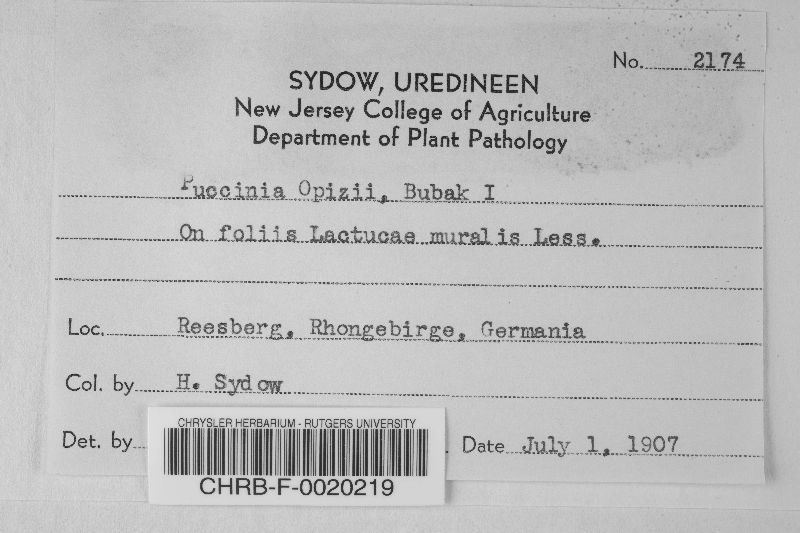 No. 2174
SYDOW, UREDINEEN
New Jersey College of Agriculture
Department of Plant Pathology
Puccinia Opizii, Bubak I
On foliis Lactucae muralis Less.
Loc. Reesberg, Rhongebirge, Germania
Col. by H. Sydow
Det. by Date July 1, 1907
CHRYSLER HERBARIUM - RUTGERS UNIVERSITY
CHRB-F-0020219